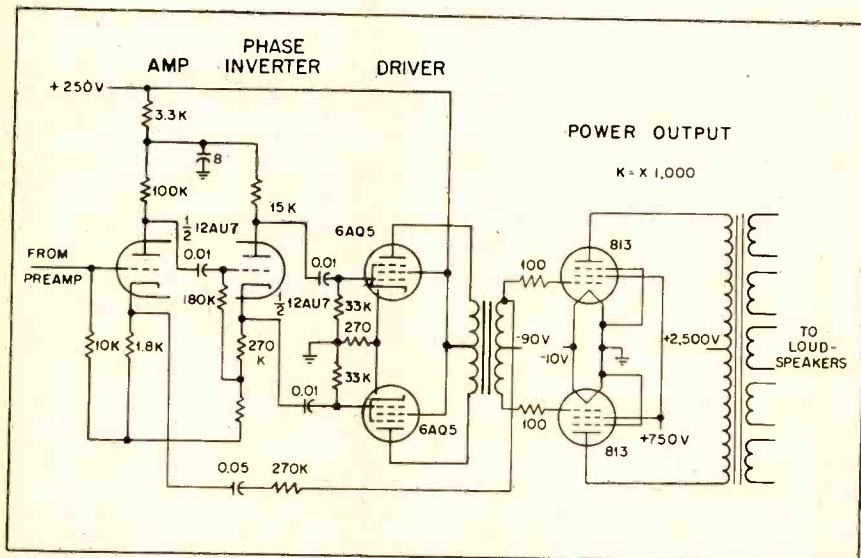 AMP
PHASE
INVERTER
DRIVER
+250V
3.3K
8
100K
15K
POWER OUTPUT
K = X 1,000
1/2 12AU7
6AQ5
813
FROM
PREAMP
0.01
0.01
100
180K
1/2 12AU7
33K
270
-90V
-10V
+2,500V
TO
LOUD-
SPEAKERS
10K
1.8K
270
K
33K
0.01
6AQ5
100
+750V
813
0.05
270K